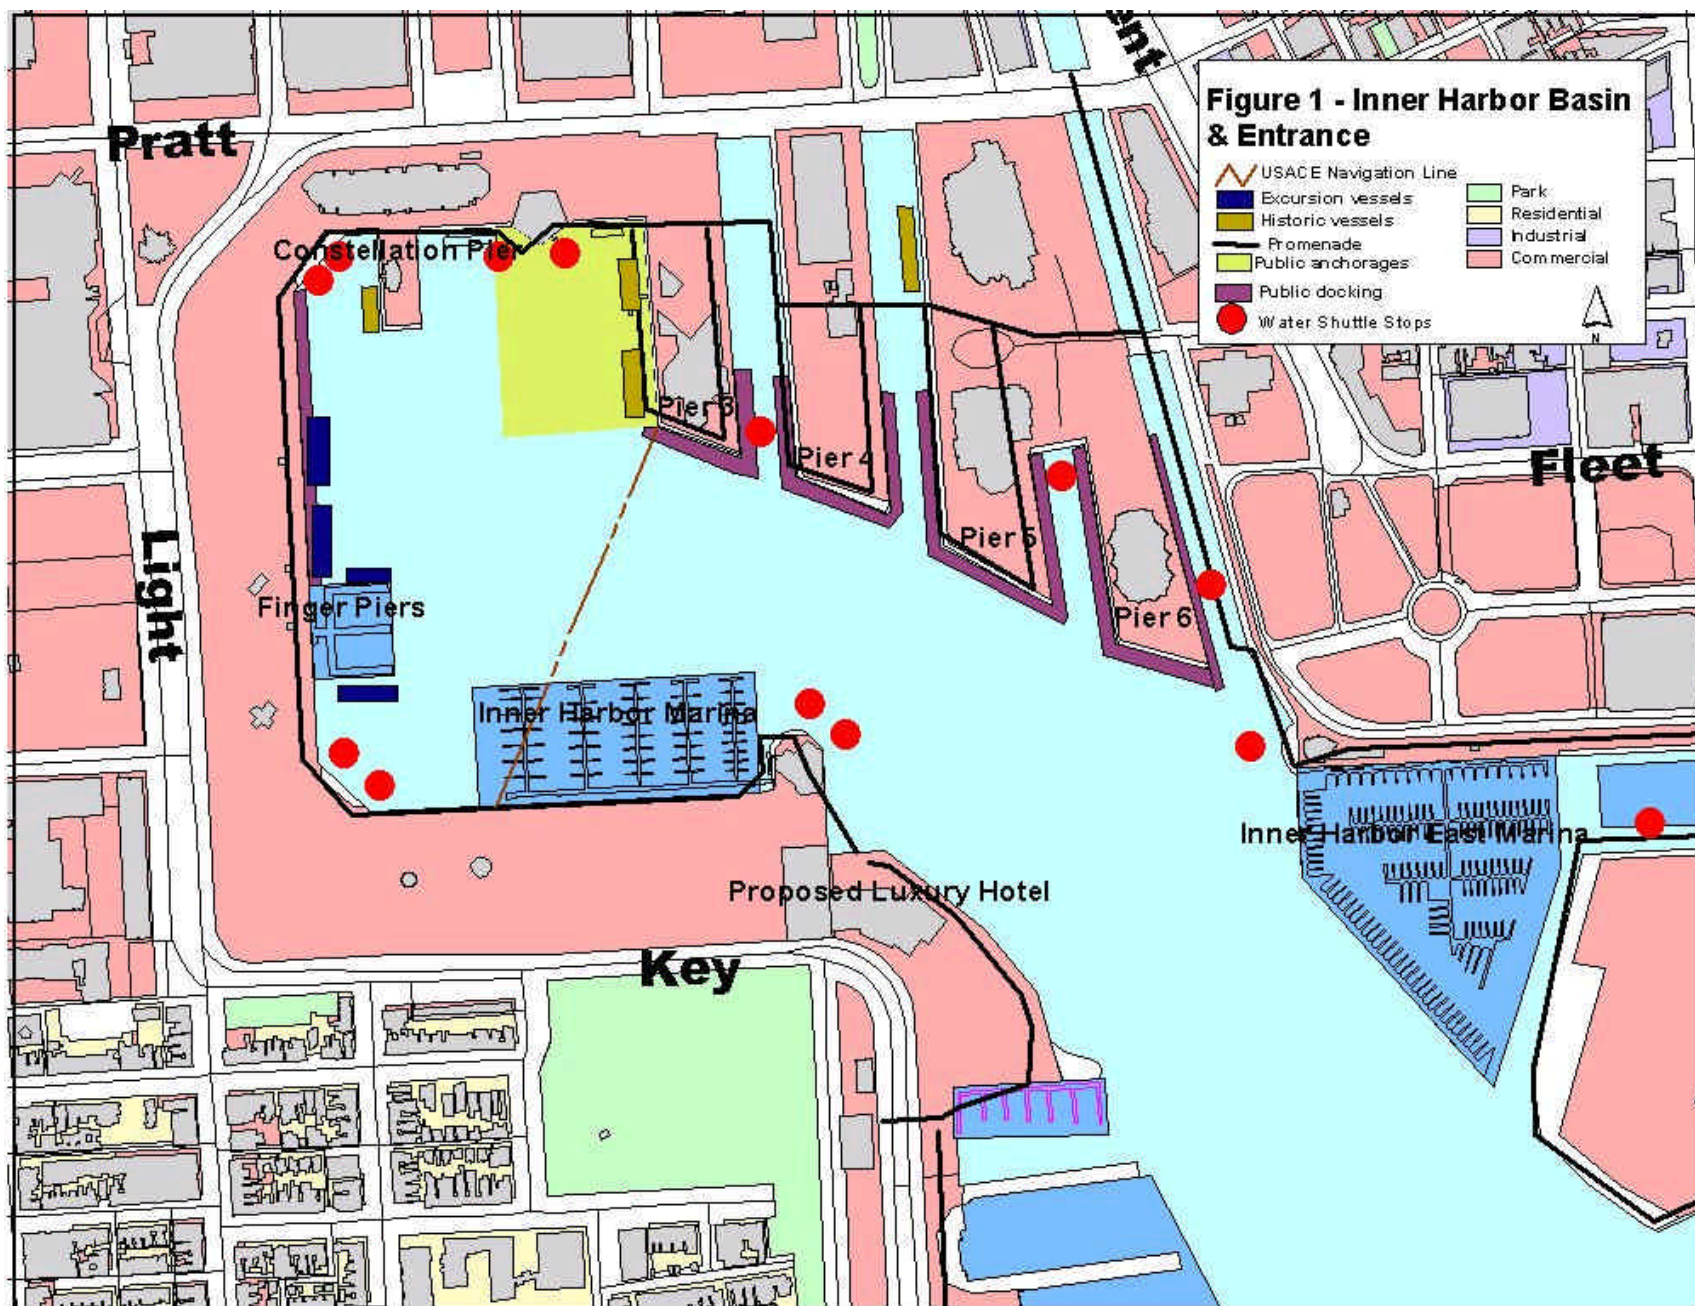 ent
Figure 1 - Inner Harbor Basin
& Entrance
USACE Navigation Line
Excursion vessels
Historic vessels
Promenade
Public anchorages
Public docking
Water Shuttle Stops
Park
Residential
Industrial
Commercial
N
Pratt
Constellation Pier
Pier 3
Pier 4
Fleet
Pier 5
Light
Finger Piers
Pier 6
Inner Harbor Marina
Inner Harbor East Marina
Proposed Luxury Hotel
Key